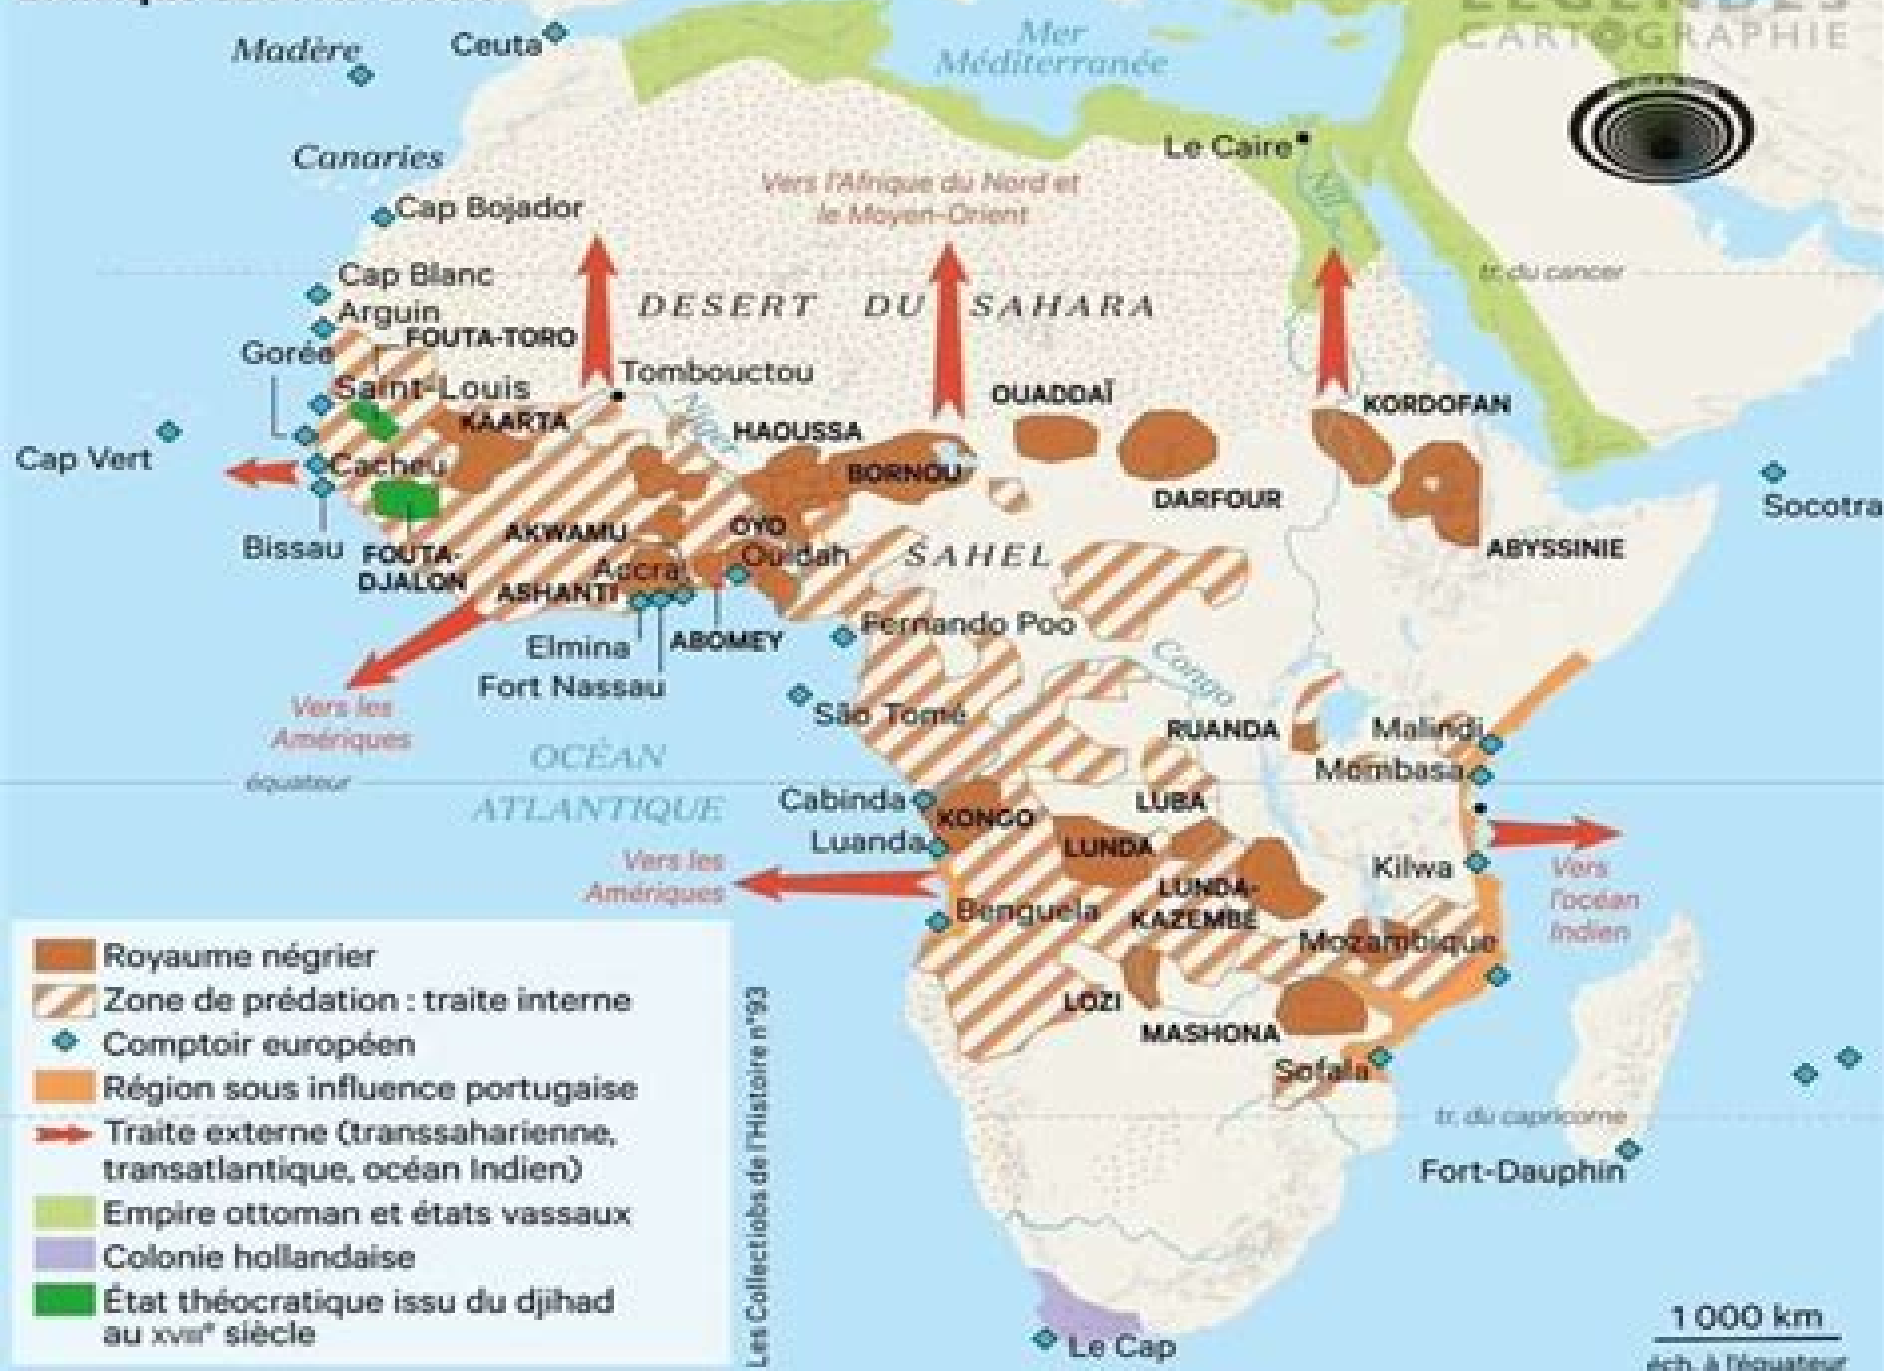 LÉGENDES
CARTOGRAPHIE
Madère
Ceuta
Mer
Méditerranée
Le Caire
Canaries
Nil
Vers l'Afrique du Nord et
le Moyen-Orient
Cap Bojador
Cap Blanc
tr. du cancer
DESERT DU SAHARA
Arguin
FOUTA-TORO
Gorée
Saint-Louis
Tombouctou
OUADDAÏ
KORDOFAN
KAARTA
Niger
HAOUSSA
Cap Vert
Cacheu
BORNOU
DARFOUR
Socotra
AKWAMU
OYO
Bissau
FOUTA-
DJALON
Ouidah
SAHEL
ABYSSINIE
Accra
ASHANTI
Elmina
ABOMEY
Fernando Poo
Fort Nassau
Congo
Vers les
Amériques
São Tomé
RUANDA
Malindi
OCÉAN
ATLANTIQUE
équateur
Mombasa
Cabinda
KONGO
LUBA
Luanda
LUNDA
Kilwa
Vers les
Amériques
Vers
l'océan
Indien
LUNDA-
KAZEMBE
Benguela
Mozambique
LOZI
MASHONA
Sofala
tr. du capricorne
Fort-Dauphin
Le Cap
Royaume négrier
Zone de prédation : traite interne
Comptoir européen
Région sous influence portugaise
Traite externe (transsaharienne,
transatlantique, océan Indien)
Empire ottoman et états vassaux
Colonie hollandaise
État théocratique issu du djihad
au XVIIIe siècle
Les Collectiobs de l'Histoire n°93
1 000 km
éch. à l'équateur